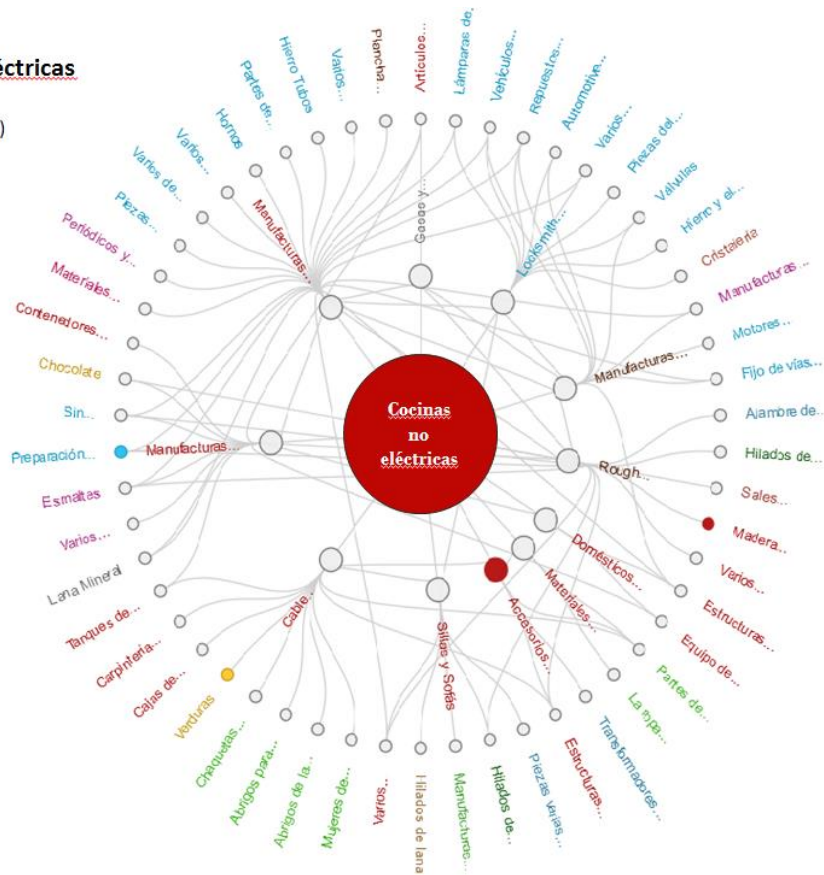 éctricas
)
Artículos...
Lámparas de...
Vehículos...
Repuestos...
Automotive...
Varios...
Piezas del...
Válvulas
Hierro y el...
Cristalería
Manufacturas...
Motores...
Fijo de vías...
Alambre de...
Hilados de...
Sales...
Madera...
Varios...
Estructuras...
Equipo de...
Partes de...
La ropa...
Transformadores...
Estructuras...
Piezas varias...
Hilados de...
Manufacturas...
Hilados de lana
Varios...
Mujeres de...
Abrigos de la...
Abrigos para...
Chaquetas...
Verduras
Cajas de...
Carpintería...
Tanques de...
Lana Mineral
Varios...
Esmaltes
Preparación...
Sin...
Chocolate
Contenedores...
Materiales...
Periódicos y...
Piezas...
Varios de...
Varios...
Hornos
Partes de...
Hierro Tubos
Varios...
Plancha...
Manufacturas...
Locksmith...
Manufacturas...
Rough...
Domésticos...
Materiales...
Accesorios...
Sillas y Sofás
Cable...
Manufacturas...
Cocinas
no
eléctricas